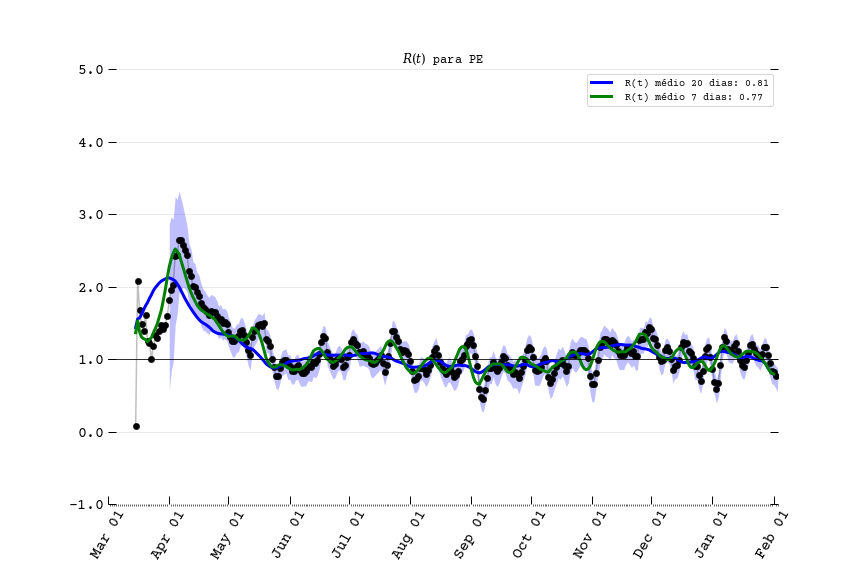 R(t) para PE
5.0
R(t) médio 20 dias: 0.81
R(t) médio 7 dias: 0.77
4.0
3.0
2.0
1.0
0.0
-1.0
Mar 01 Apr 01 May 01 Jun 01 Jul 01 Aug 01 Sep 01 Oct 01 Nov 01 Dec 01 Jan 01 Feb 01